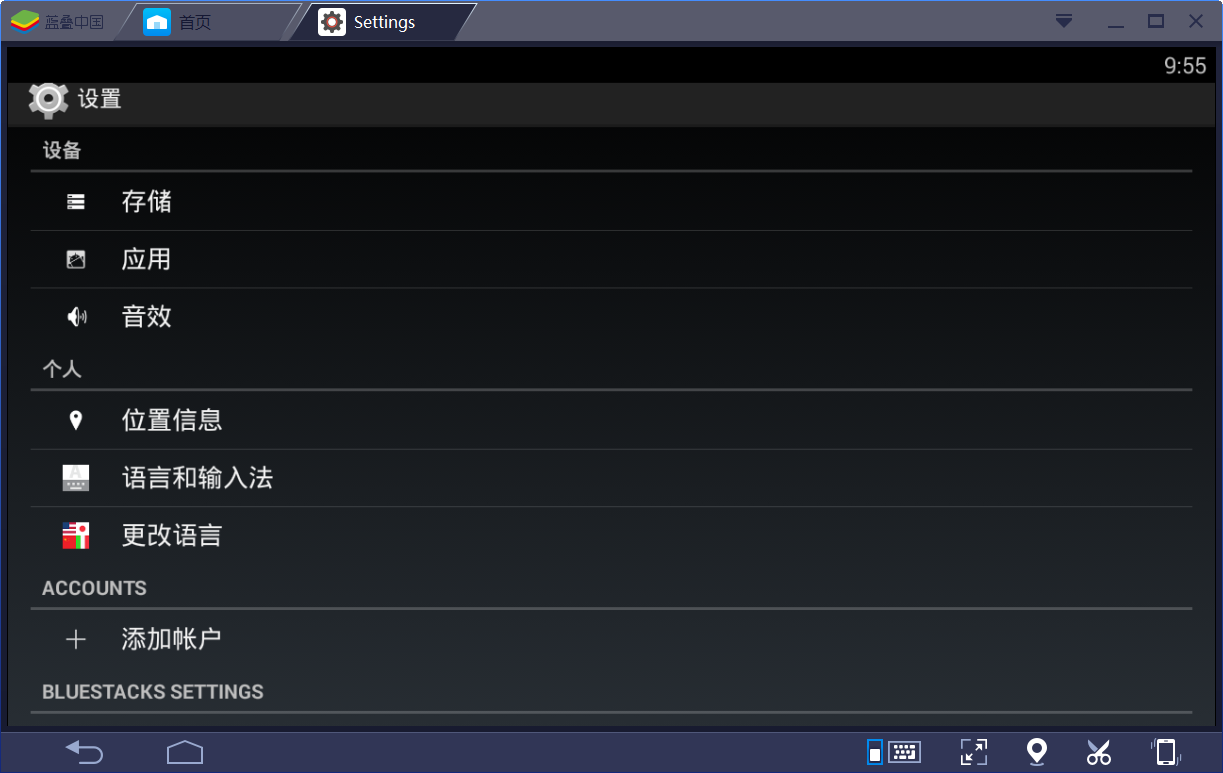 蓝叠中国 首页 Settings
9:55
设置
设备
存储
应用
音效
个人
位置信息
语言和输入法
更改语言
ACCOUNTS
添加帐户
BLUESTACKS SETTINGS